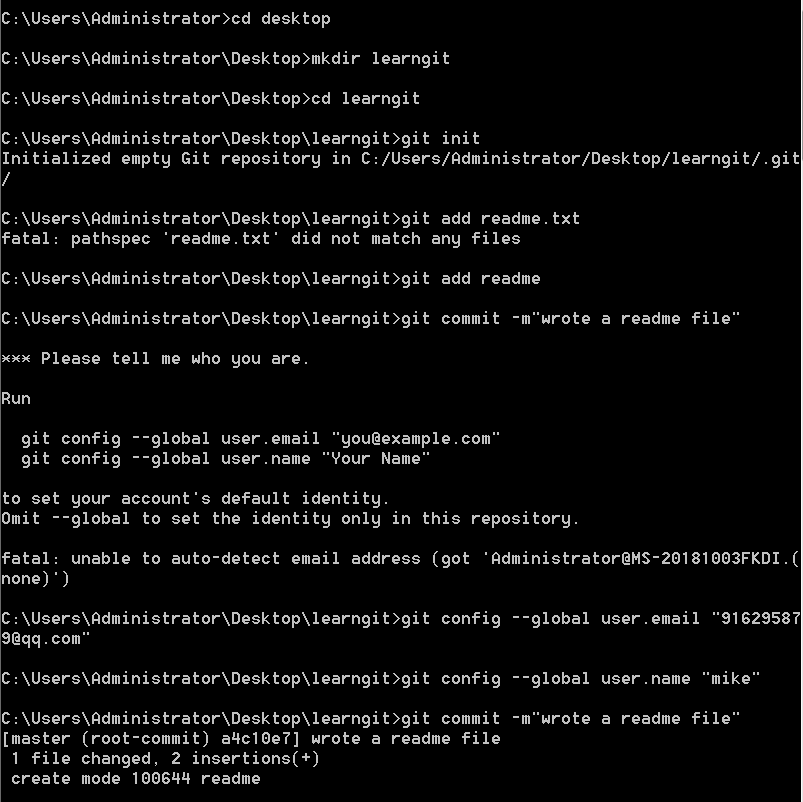 C:\Users\Administrator>cd desktop
C:\Users\Administrator\Desktop>mkdir learngit
C:\Users\Administrator\Desktop>cd learngit
C:\Users\Administrator\Desktop\learngit>git init
Initialized empty Git repository in C:/Users/Administrator/Desktop/learngit/.git
/
C:\Users\Administrator\Desktop\learngit>git add readme.txt
fatal: pathspec 'readme.txt' did not match any files
C:\Users\Administrator\Desktop\learngit>git add readme
C:\Users\Administrator\Desktop\learngit>git commit -m"wrote a readme file"
*** Please tell me who you are.
Run
git config --global user.email "you@example.com"
git config --global user.name "Your Name"
to set your account's default identity.
Omit --global to set the identity only in this repository.
fatal: unable to auto-detect email address (got 'Administrator@MS-20181003FKDI.(
none)')
C:\Users\Administrator\Desktop\learngit>git config --global user.email "91629587
9@qq.com"
C:\Users\Administrator\Desktop\learngit>git config --global user.name "mike"
C:\Users\Administrator\Desktop\learngit>git commit -m"wrote a readme file"
[master (root-commit) a4c10e7] wrote a readme file
1 file changed, 2 insertions(+)
create mode 100644 readme